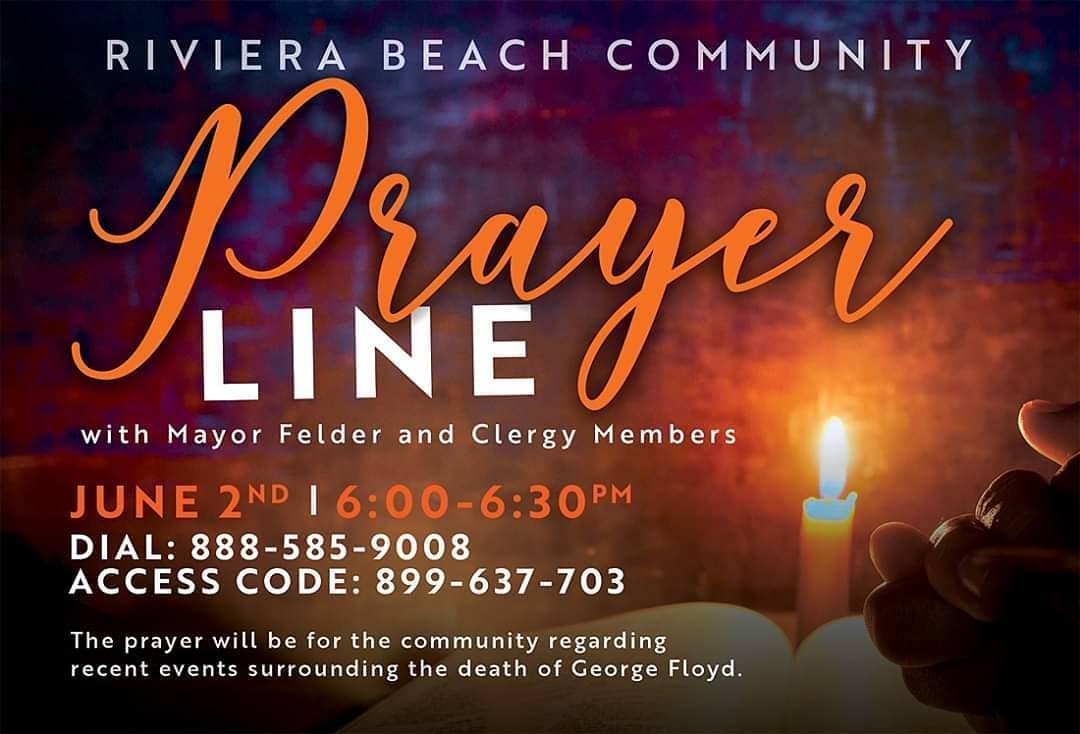 RIVIERA BEACH COMMUNITY
Prayer
LINE
with Mayor Felder and Clergy Members
JUNE 2ND | 6:00-6:30PM
DIAL: 888-585-9008
ACCESS CODE: 899-637-703
The prayer will be for the community regarding
recent events surrounding the death of George Floyd.